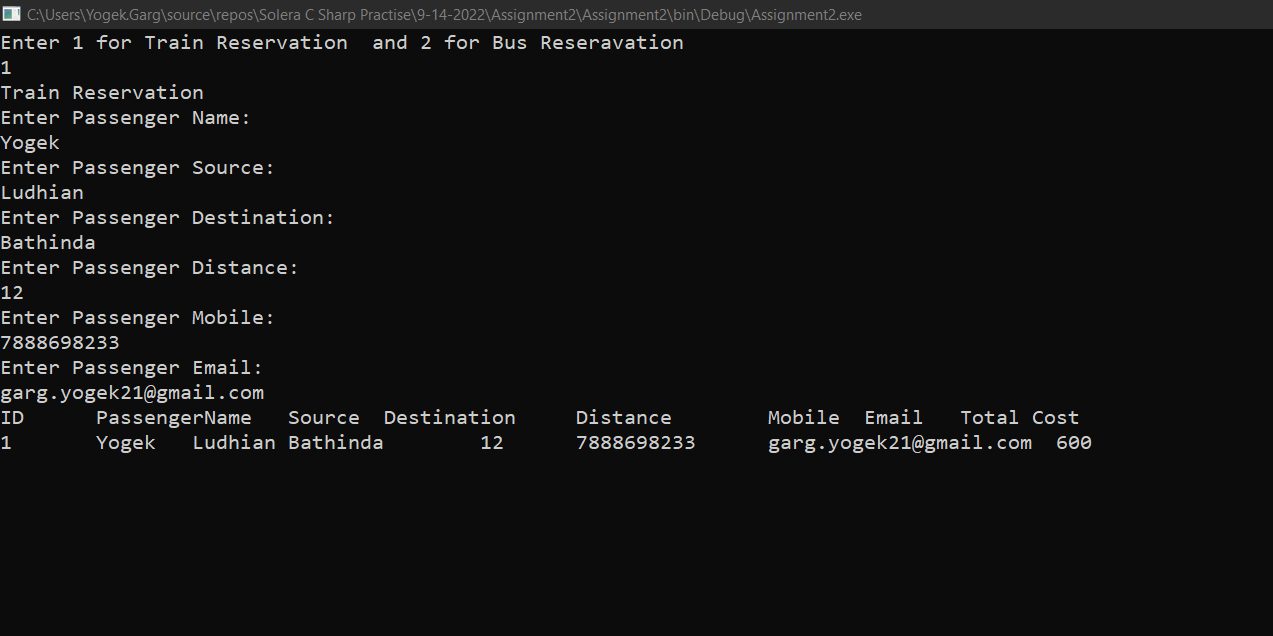 C:\Users\Yogek.Garg\source\repos\Solera C Sharp Practise\9-14-2022\Assignment2\Assignment2\bin\Debug\Assignment2.exe
Enter 1 for Train Reservation  and 2 for Bus Reseravation
1
Train Reservation
Enter Passenger Name:
Yogek
Enter Passenger Source:
Ludhian
Enter Passenger Destination:
Bathinda
Enter Passenger Distance:
12
Enter Passenger Mobile:
7888698233
Enter Passenger Email:
garg.yogek21@gmail.com
ID      PassengerName   Source  Destination     Distance        Mobile  Email   Total Cost
1       Yogek   Ludhian Bathinda        12      7888698233      garg.yogek21@gmail.com  600